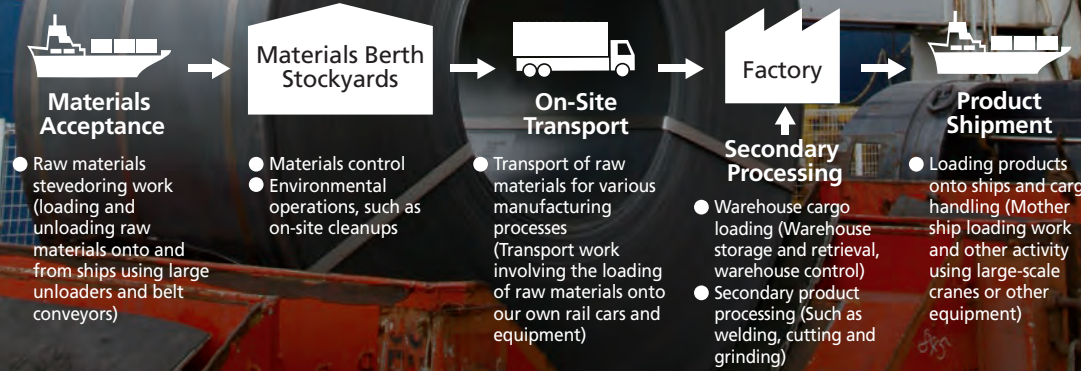 Materials
Acceptance
Raw materials
stevedoring work
(loading and
unloading raw
materials onto and
from ships using large
unloaders and belt
conveyors)
Materials Berth
Stockyards
Materials control
Environmental
operations, such as
on-site cleanups
On-Site
Transport
Transport of raw
materials for various
manufacturing
processes
(Transport work
involving the loading
of raw materials onto
our own rail cars and
equipment)
Factory
Secondary
Processing
Warehouse cargo
loading (Warehouse
storage and retrieval,
warehouse control)
Secondary product
processing (Such as
welding, cutting and
grinding)
Product
Shipment
Loading products
onto ships and carg
handling (Mother
ship loading work
and other activity
using large-scale
cranes or other
equipment)